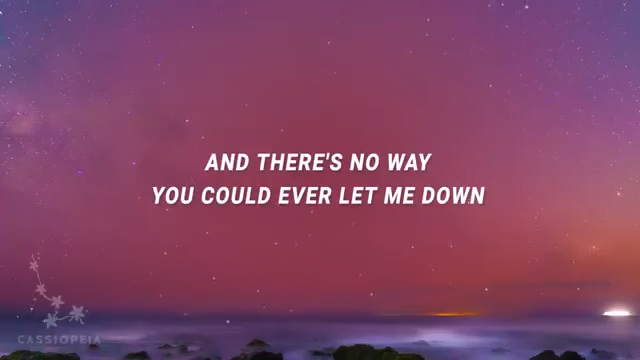 AND THERE'S NO WAY
YOU COULD EVER LET ME DOWN
CASSIOPEIA